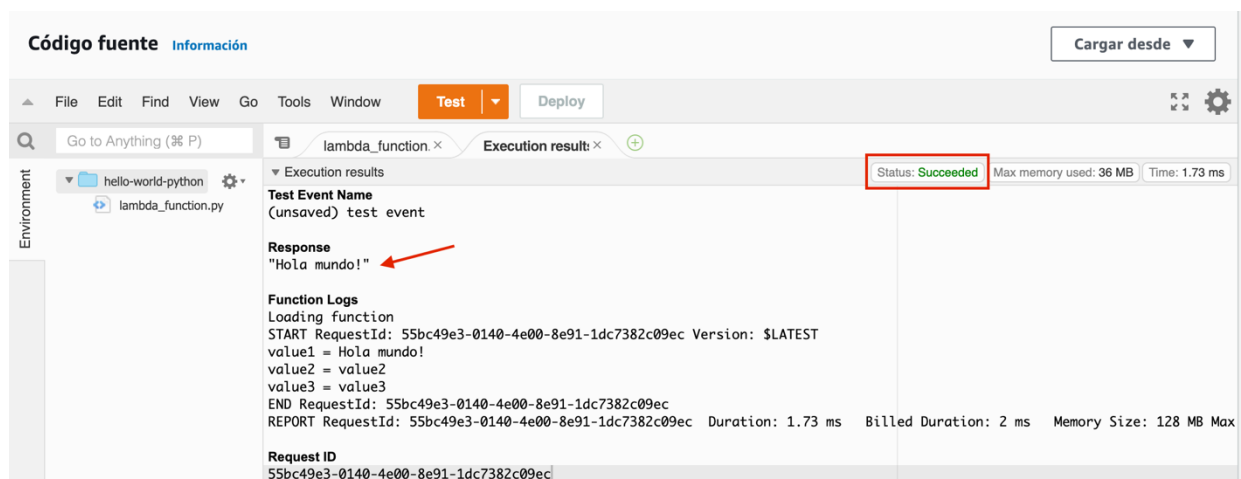 Código fuente Información
Cargar desde
File Edit Find View Go Tools Window Test Deploy
Go to Anything (⌘ P)
lambda_function. × Execution results ×
Environment
hello-world-python
lambda_function.py
Execution results
Status: Succeeded Max memory used: 36 MB Time: 1.73 ms
Test Event Name
(unsaved) test event
Response
"Hola mundo!"
Function Logs
Loading function
START RequestId: 55bc49e3-0140-4e00-8e91-1dc7382c09ec Version: $LATEST
value1 = Hola mundo!
value2 = value2
value3 = value3
END RequestId: 55bc49e3-0140-4e00-8e91-1dc7382c09ec
REPORT RequestId: 55bc49e3-0140-4e00-8e91-1dc7382c09ec Duration: 1.73 ms Billed Duration: 2 ms Memory Size: 128 MB Max
Request ID
55bc49e3-0140-4e00-8e91-1dc7382c09ec